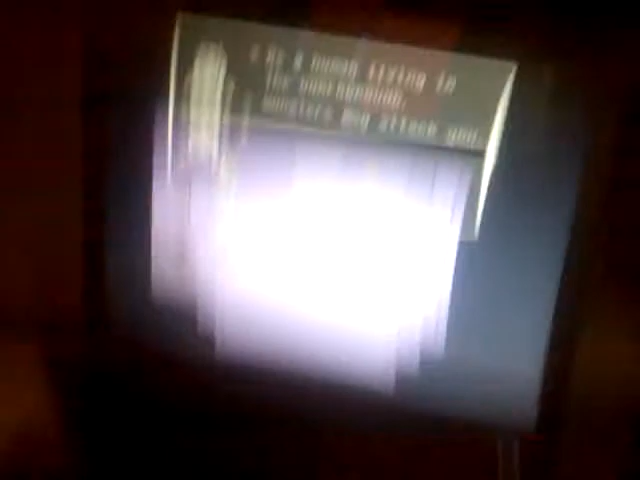 * As a human living in
the underground,
monsters may attack you.